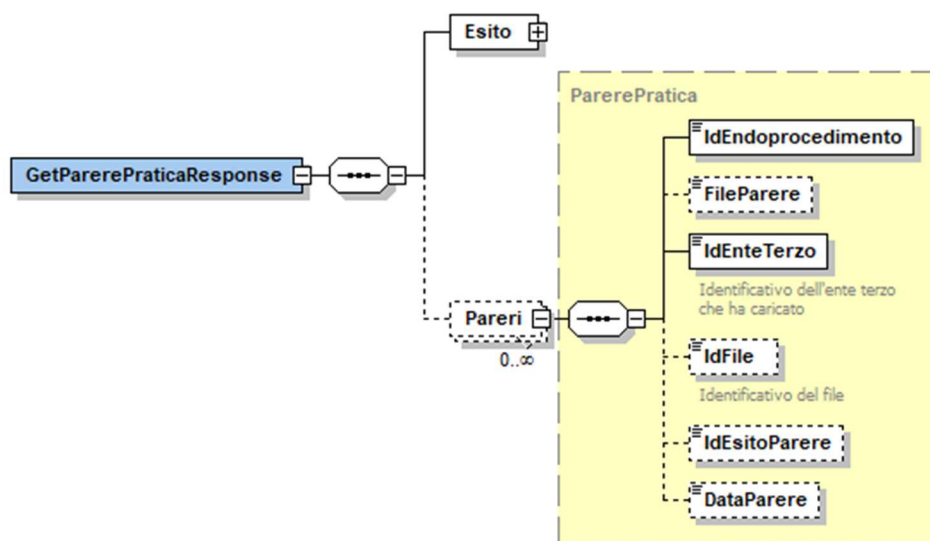 Esito
ParerePratica
IdEndoprocedimento
GetParerePraticaResponse
FileParere
IdEnteTerzo
Identificativo dell'ente terzo
che ha caricato
Pareri
0..∞
IdFile
Identificativo del file
IdEsitoParere
DataParere